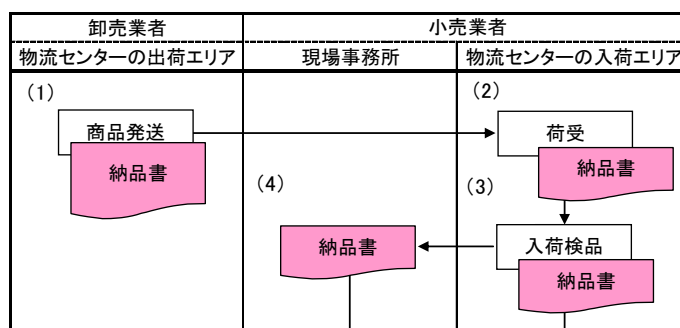 卸売業者
小売業者
物流センターの出荷エリア
現場事務所
物流センターの入荷エリア
(1)
(2)
商品発送
荷受
納品書
納品書
(4)
(3)
納品書
入荷検品
納品書